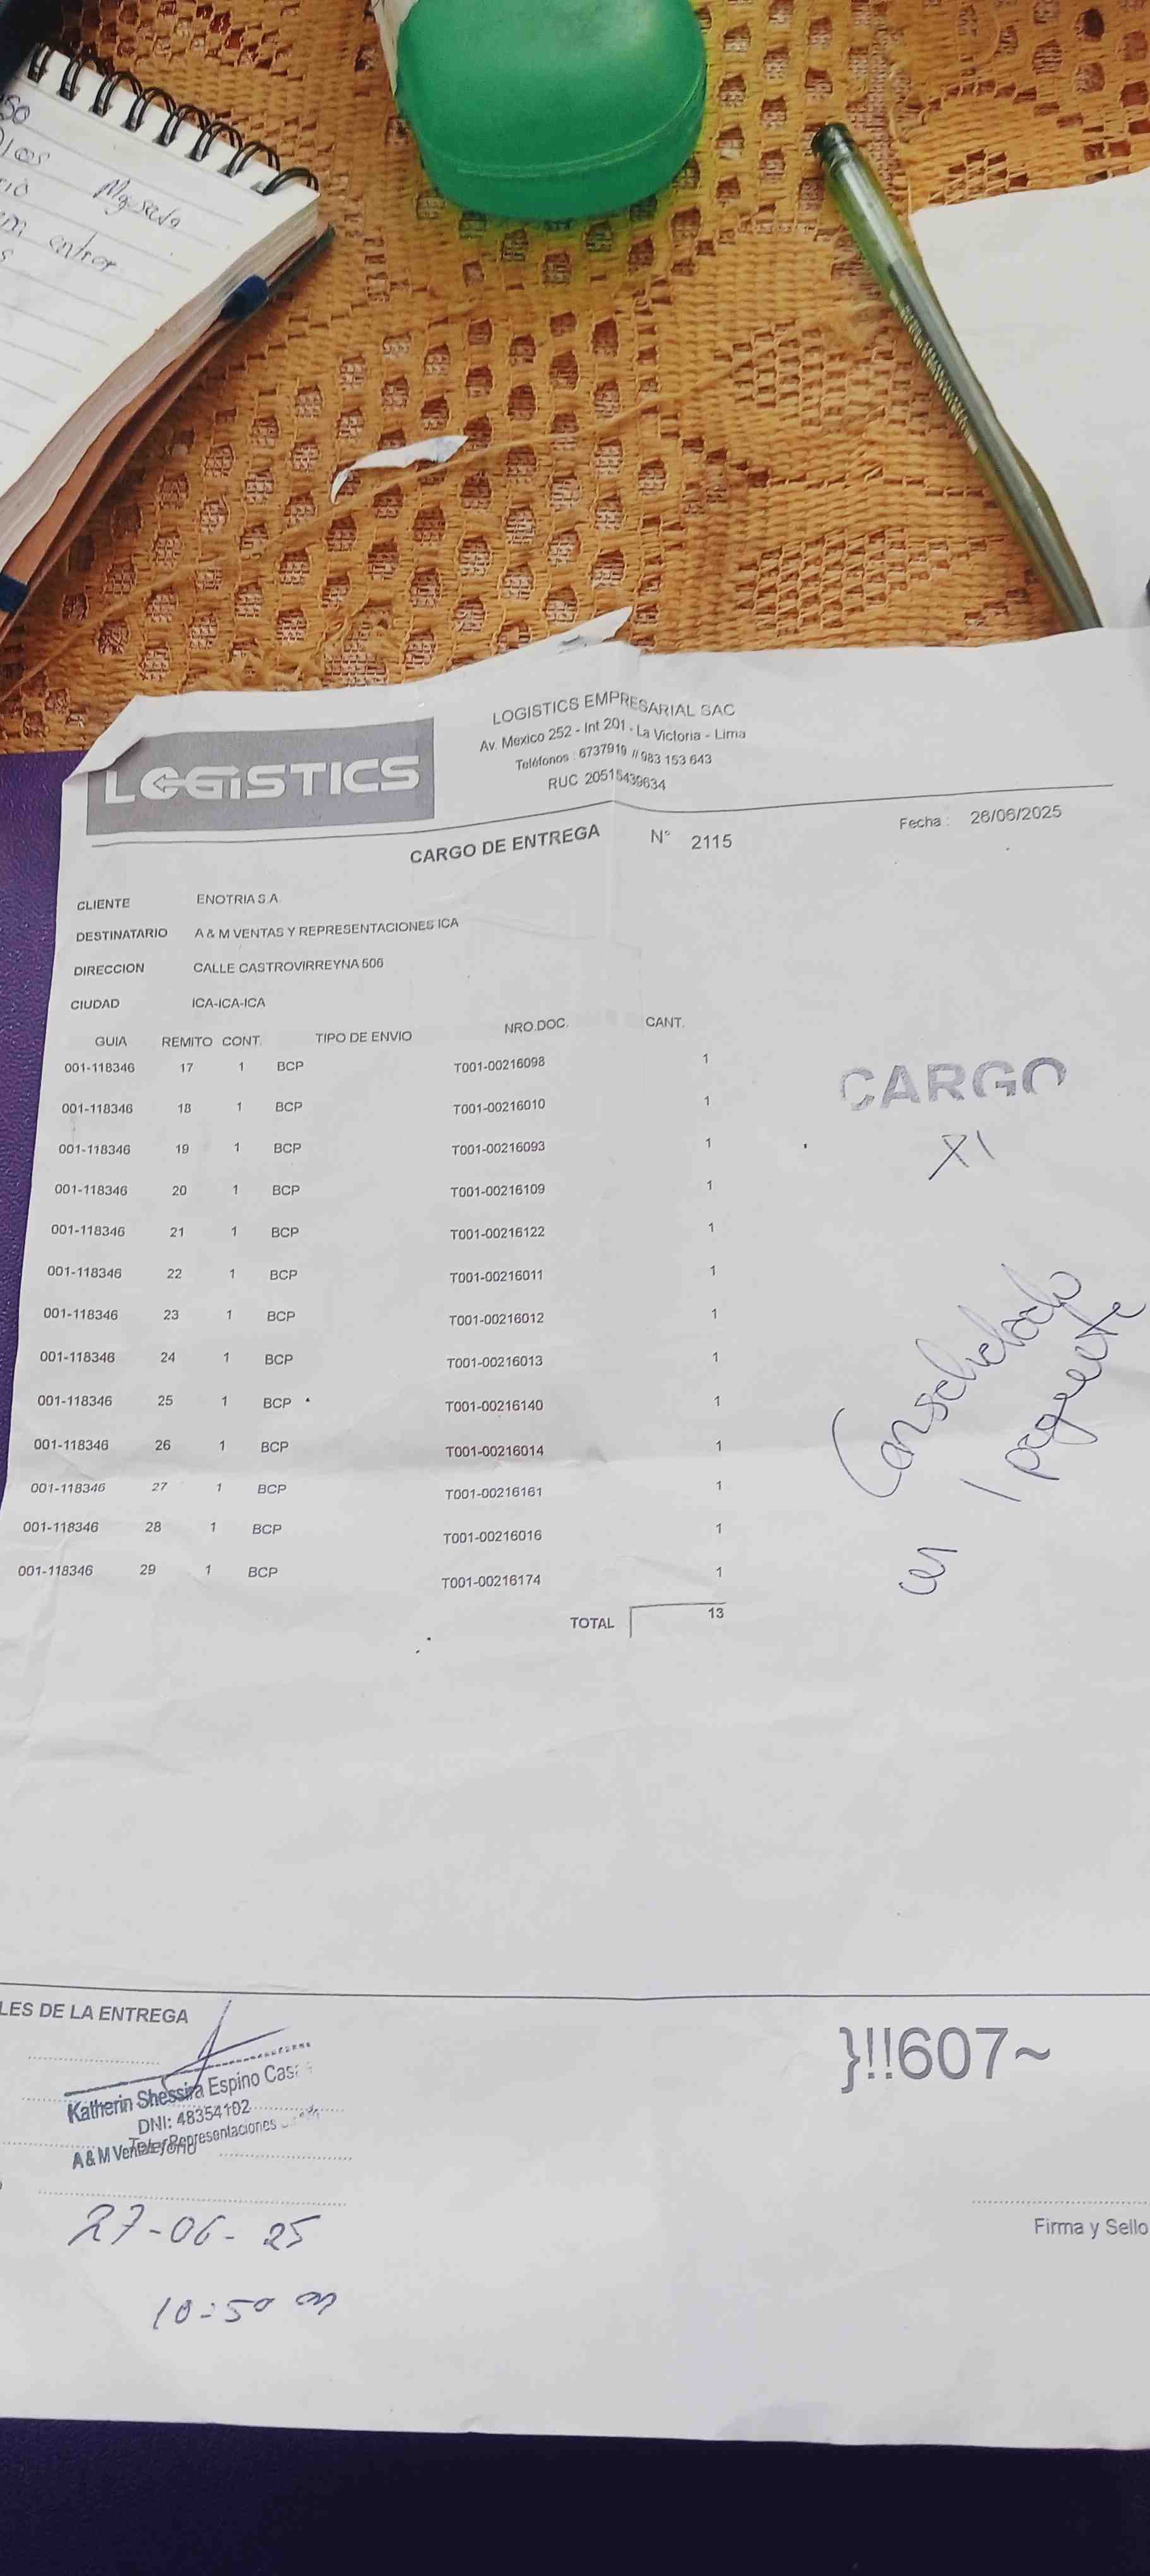 Mosado
entrar
LOGISTICS
LOGISTICS EMPRESARIAL SAC
Av. Mexico 252 - Int 201 - La Victoria - Lima
Teléfonos : 6737919 // 983 153 643
RUC 20515439634
CARGO DE ENTREGA N° 2115
Fecha : 26/06/2025
CLIENTE ENOTRIA S.A.
DESTINATARIO A & M VENTAS Y REPRESENTACIONES ICA
DIRECCION CALLE CASTROVIRREYNA 506
CIUDAD ICA-ICA-ICA
GUIA REMITO CONT. TIPO DE ENVIO NRO.DOC. CANT.
001-118346 17 1 BCP T001-00216098 1
001-118346 18 1 BCP T001-00216010 1
001-118346 19 1 BCP T001-00216093 1
001-118346 20 1 BCP T001-00216109 1
001-118346 21 1 BCP T001-00216122 1
001-118346 22 1 BCP T001-00216011 1
001-118346 23 1 BCP T001-00216012 1
001-118346 24 1 BCP T001-00216013 1
001-118346 25 1 BCP T001-00216140 1
001-118346 26 1 BCP T001-00216014 1
001-118346 27 1 BCP T001-00216161 1
001-118346 28 1 BCP T001-00216016 1
001-118346 29 1 BCP T001-00216174 1
TOTAL 13
CARGO
X1
Consolidado
en 1 paquete
LES DE LA ENTREGA
Katherin Shessira Espino
DNI: 48354102
Teléfono
A & M Ventas y Representaciones
27-06-25
10:50 am
}!!607~
Firma y Sello